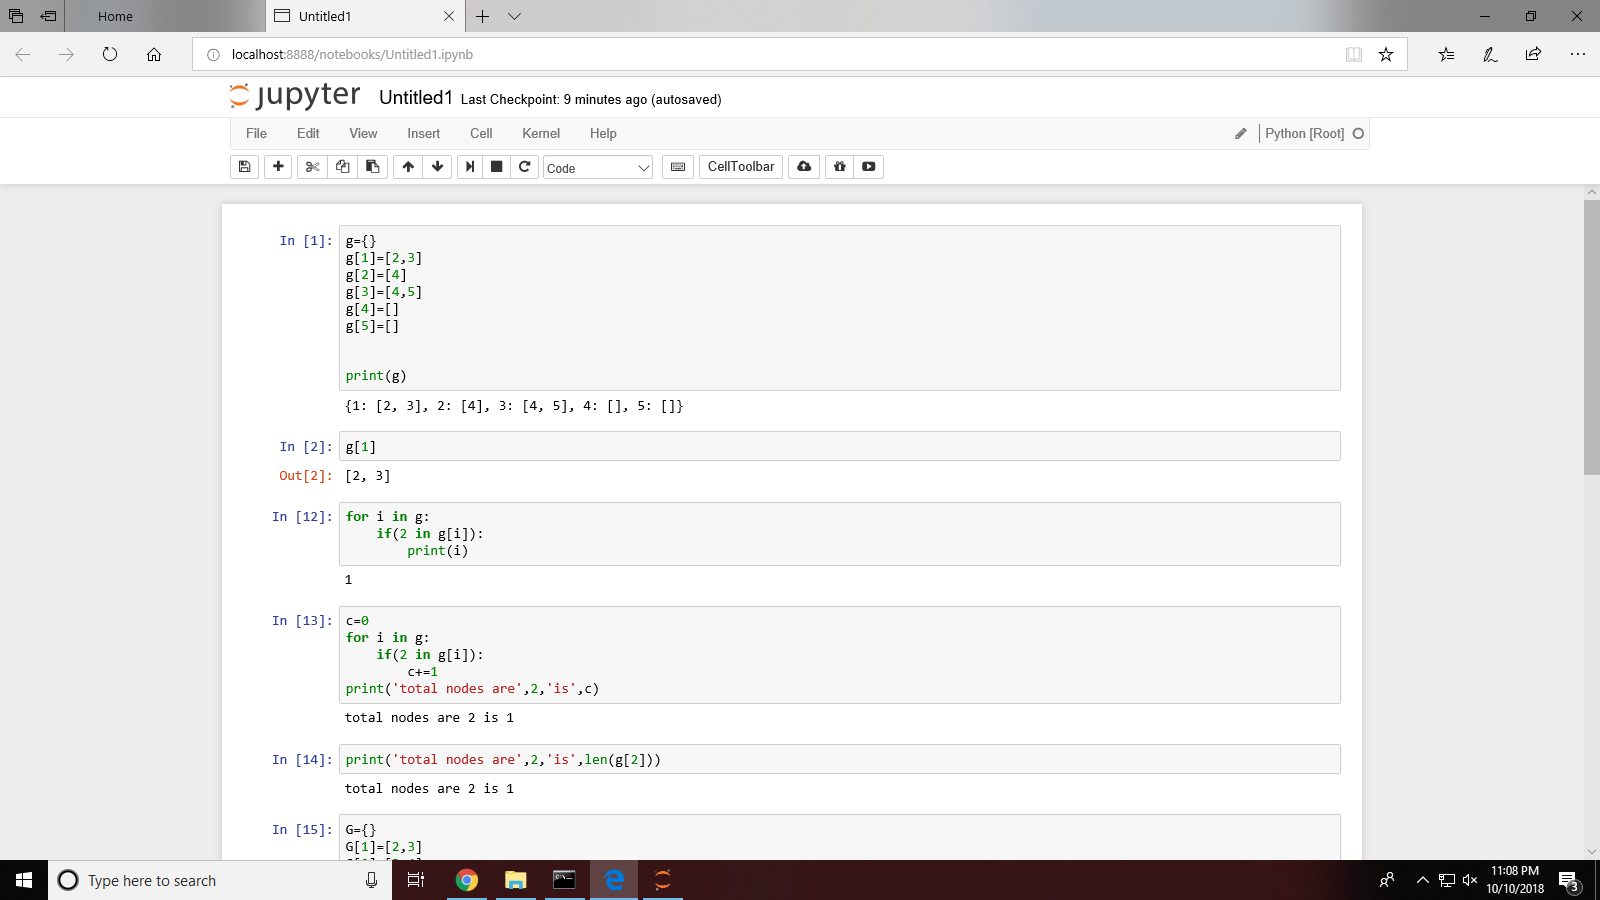 Home
Untitled1
localhost:8888/notebooks/Untitled1.ipynb
jupyter Untitled1 Last Checkpoint: 9 minutes ago (autosaved)
File Edit View Insert Cell Kernel Help Python [Root]
Code CellToolbar
In [1]: g={}
g[1]=[2,3]
g[2]=[4]
g[3]=[4,5]
g[4]=[]
g[5]=[]
print(g)
{1: [2, 3], 2: [4], 3: [4, 5], 4: [], 5: []}
In [2]: g[1]
Out[2]: [2, 3]
In [12]: for i in g:
    if(2 in g[i]):
        print(i)
1
In [13]: c=0
for i in g:
    if(2 in g[i]):
        c+=1
print('total nodes are',2,'is',c)
total nodes are 2 is 1
In [14]: print('total nodes are',2,'is',len(g[2]))
total nodes are 2 is 1
In [15]: G={}
G[1]=[2,3]
Type here to search
11:08 PM
10/10/2018
3